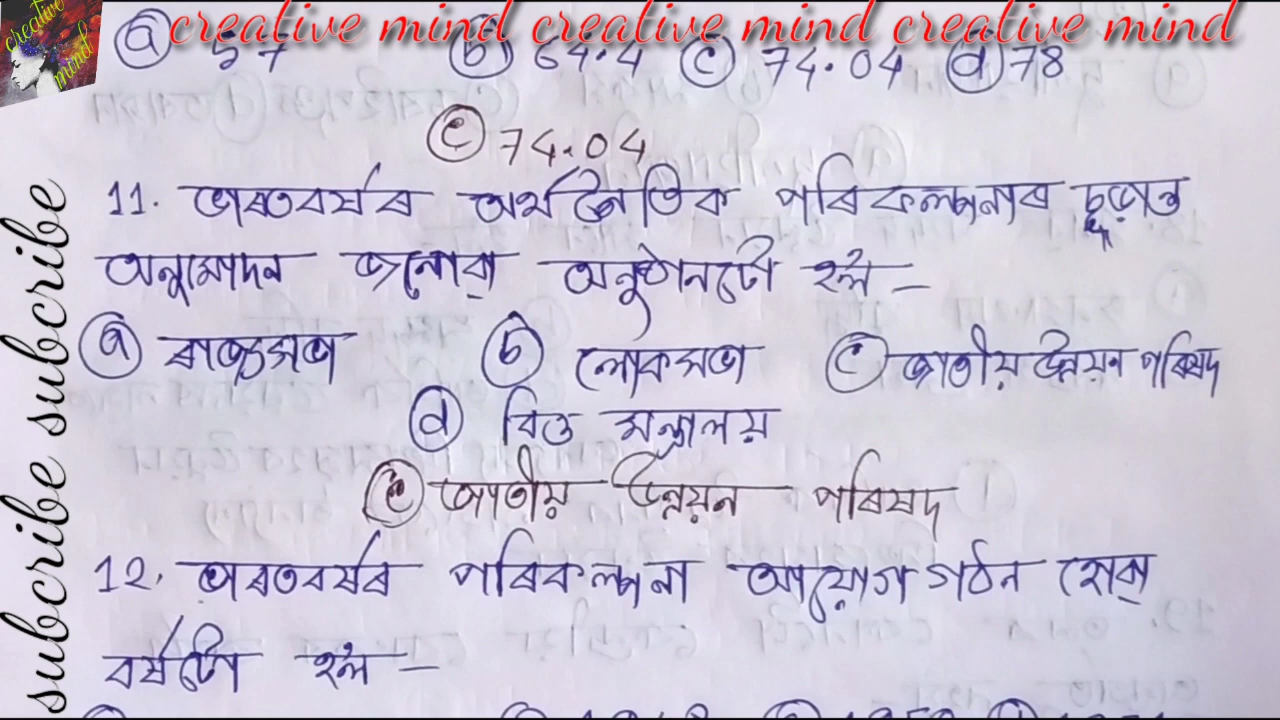 creative mind creative mind creative mind
creative mind
ⓐ 57 ⓑ 64.4 ⓒ 74.04 ⓓ 78
ⓒ 74.04
11. ভাৰতবৰ্ষৰ অৰ্থনৈতিক পৰিকল্পনাৰ চূড়ান্ত
অনুমোদন জনোৱা অনুষ্ঠানটো হ'ল –
ⓐ ৰাজ্যসভা ⓑ লোকসভা ⓒ জাতীয় উন্নয়ন পৰিষদ
ⓓ বিত্ত মন্ত্ৰালয়
ⓒ জাতীয় উন্নয়ন পৰিষদ
12. ভাৰতবৰ্ষৰ পৰিকল্পনা আয়োগ গঠন হোৱা
বৰ্ষটো হ'ল –
subcribe subcribe